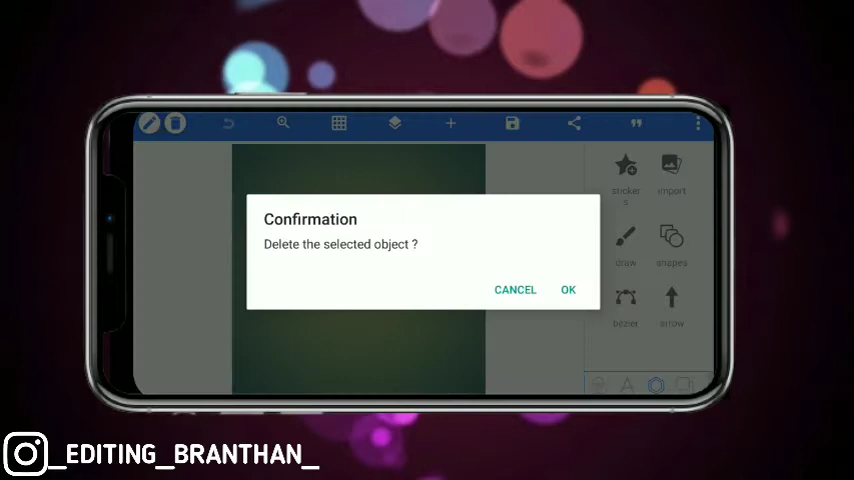 Confirmation
Delete the selected object ?
CANCEL OK
sticker
s
import
draw
shapes
bezier
arrow
_EDITING_BRANTHAN_